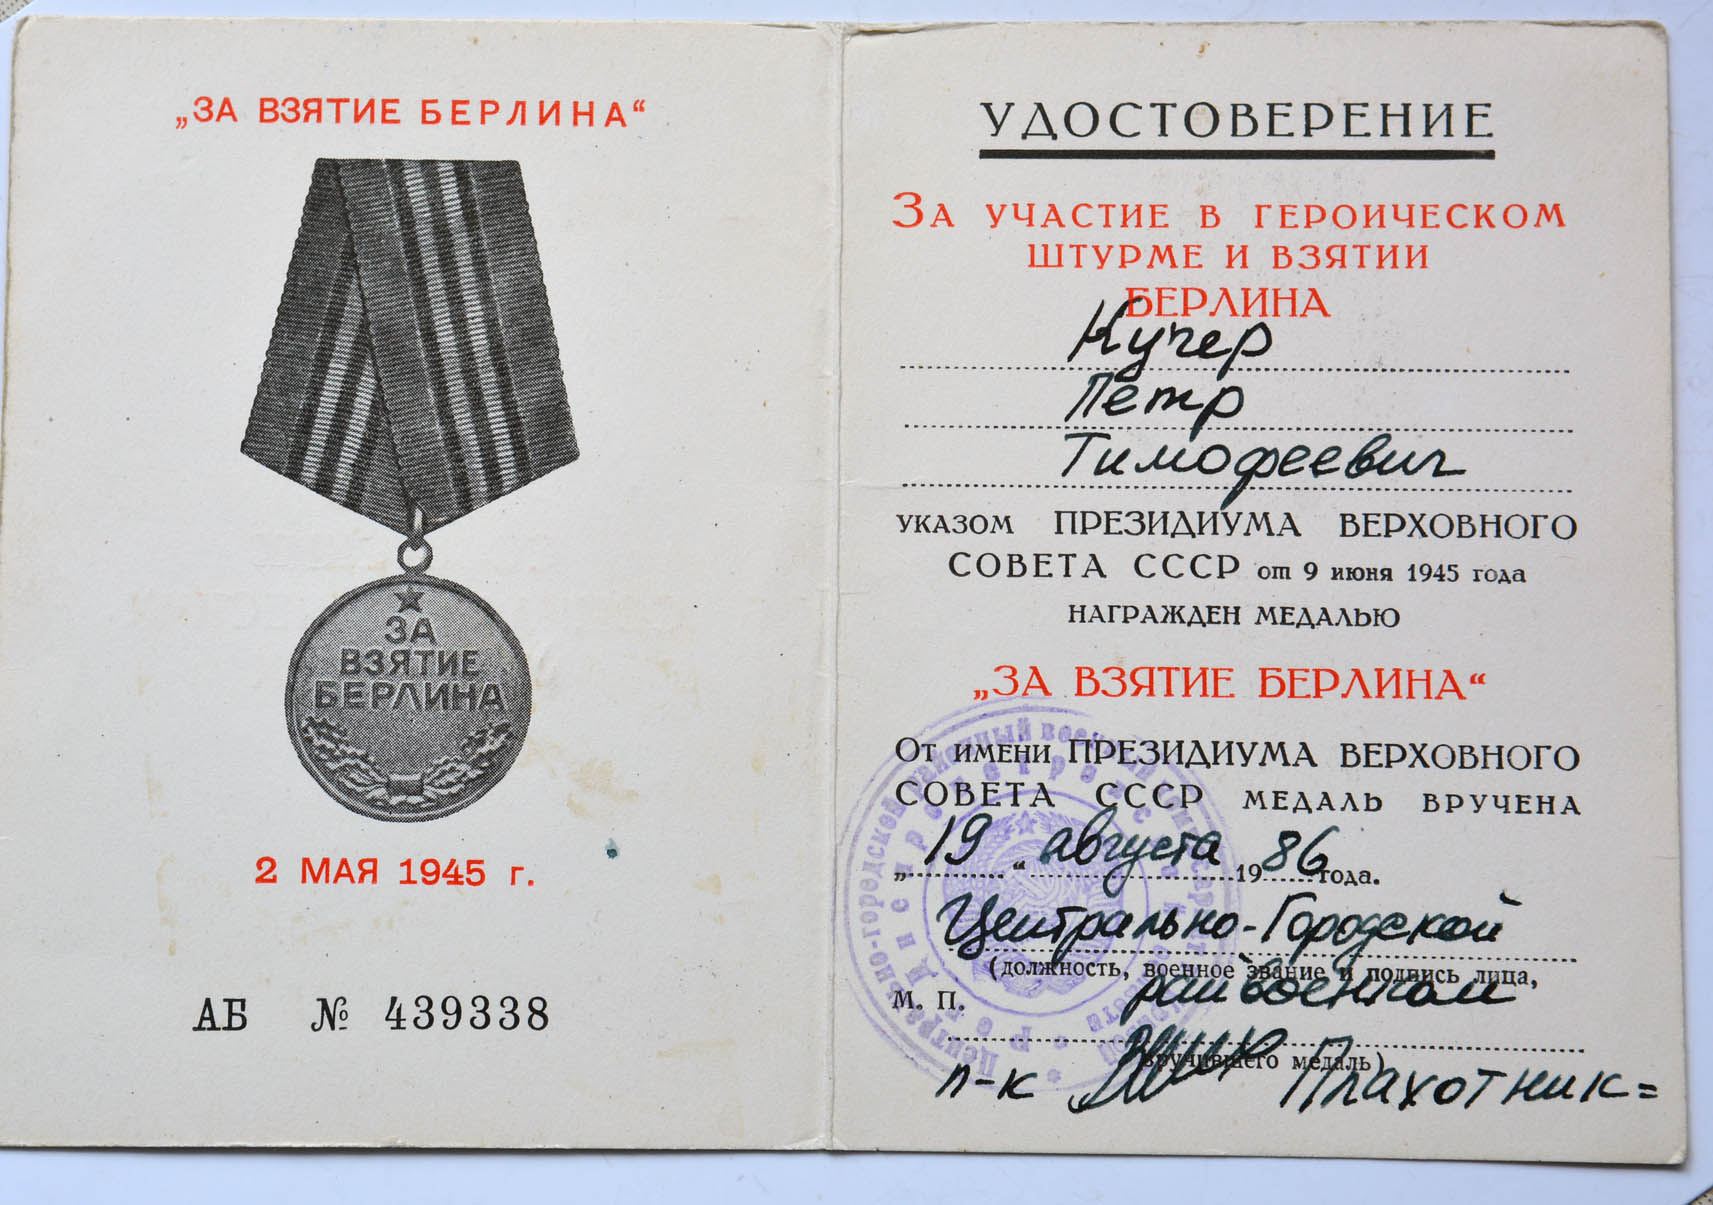 „ЗА ВЗЯТИЕ БЕРЛИНА“
ЗА
ВЗЯТИЕ
БЕРЛИНА
2 МАЯ 1945 г.
АБ № 439338
УДОСТОВЕРЕНИЕ
ЗА УЧАСТИЕ В ГЕРОИЧЕСКОМ
ШТУРМЕ И ВЗЯТИИ
БЕРЛИНА
Кучер
Петр
Тимофеевич
УКАЗОМ ПРЕЗИДИУМА ВЕРХОВНОГО
СОВЕТА СССР от 9 июня 1945 года
НАГРАЖДЕН МЕДАЛЬЮ
„ЗА ВЗЯТИЕ БЕРЛИНА“
ОТ ИМЕНИ ПРЕЗИДИУМА ВЕРХОВНОГО
СОВЕТА СССР МЕДАЛЬ ВРУЧЕНА
„19“ августа 1986 года.
Центрально-Городской
(должность, военное звание и подпись лица,
М. П. райвоенком
вручившего медаль)
п-к Плахотник=